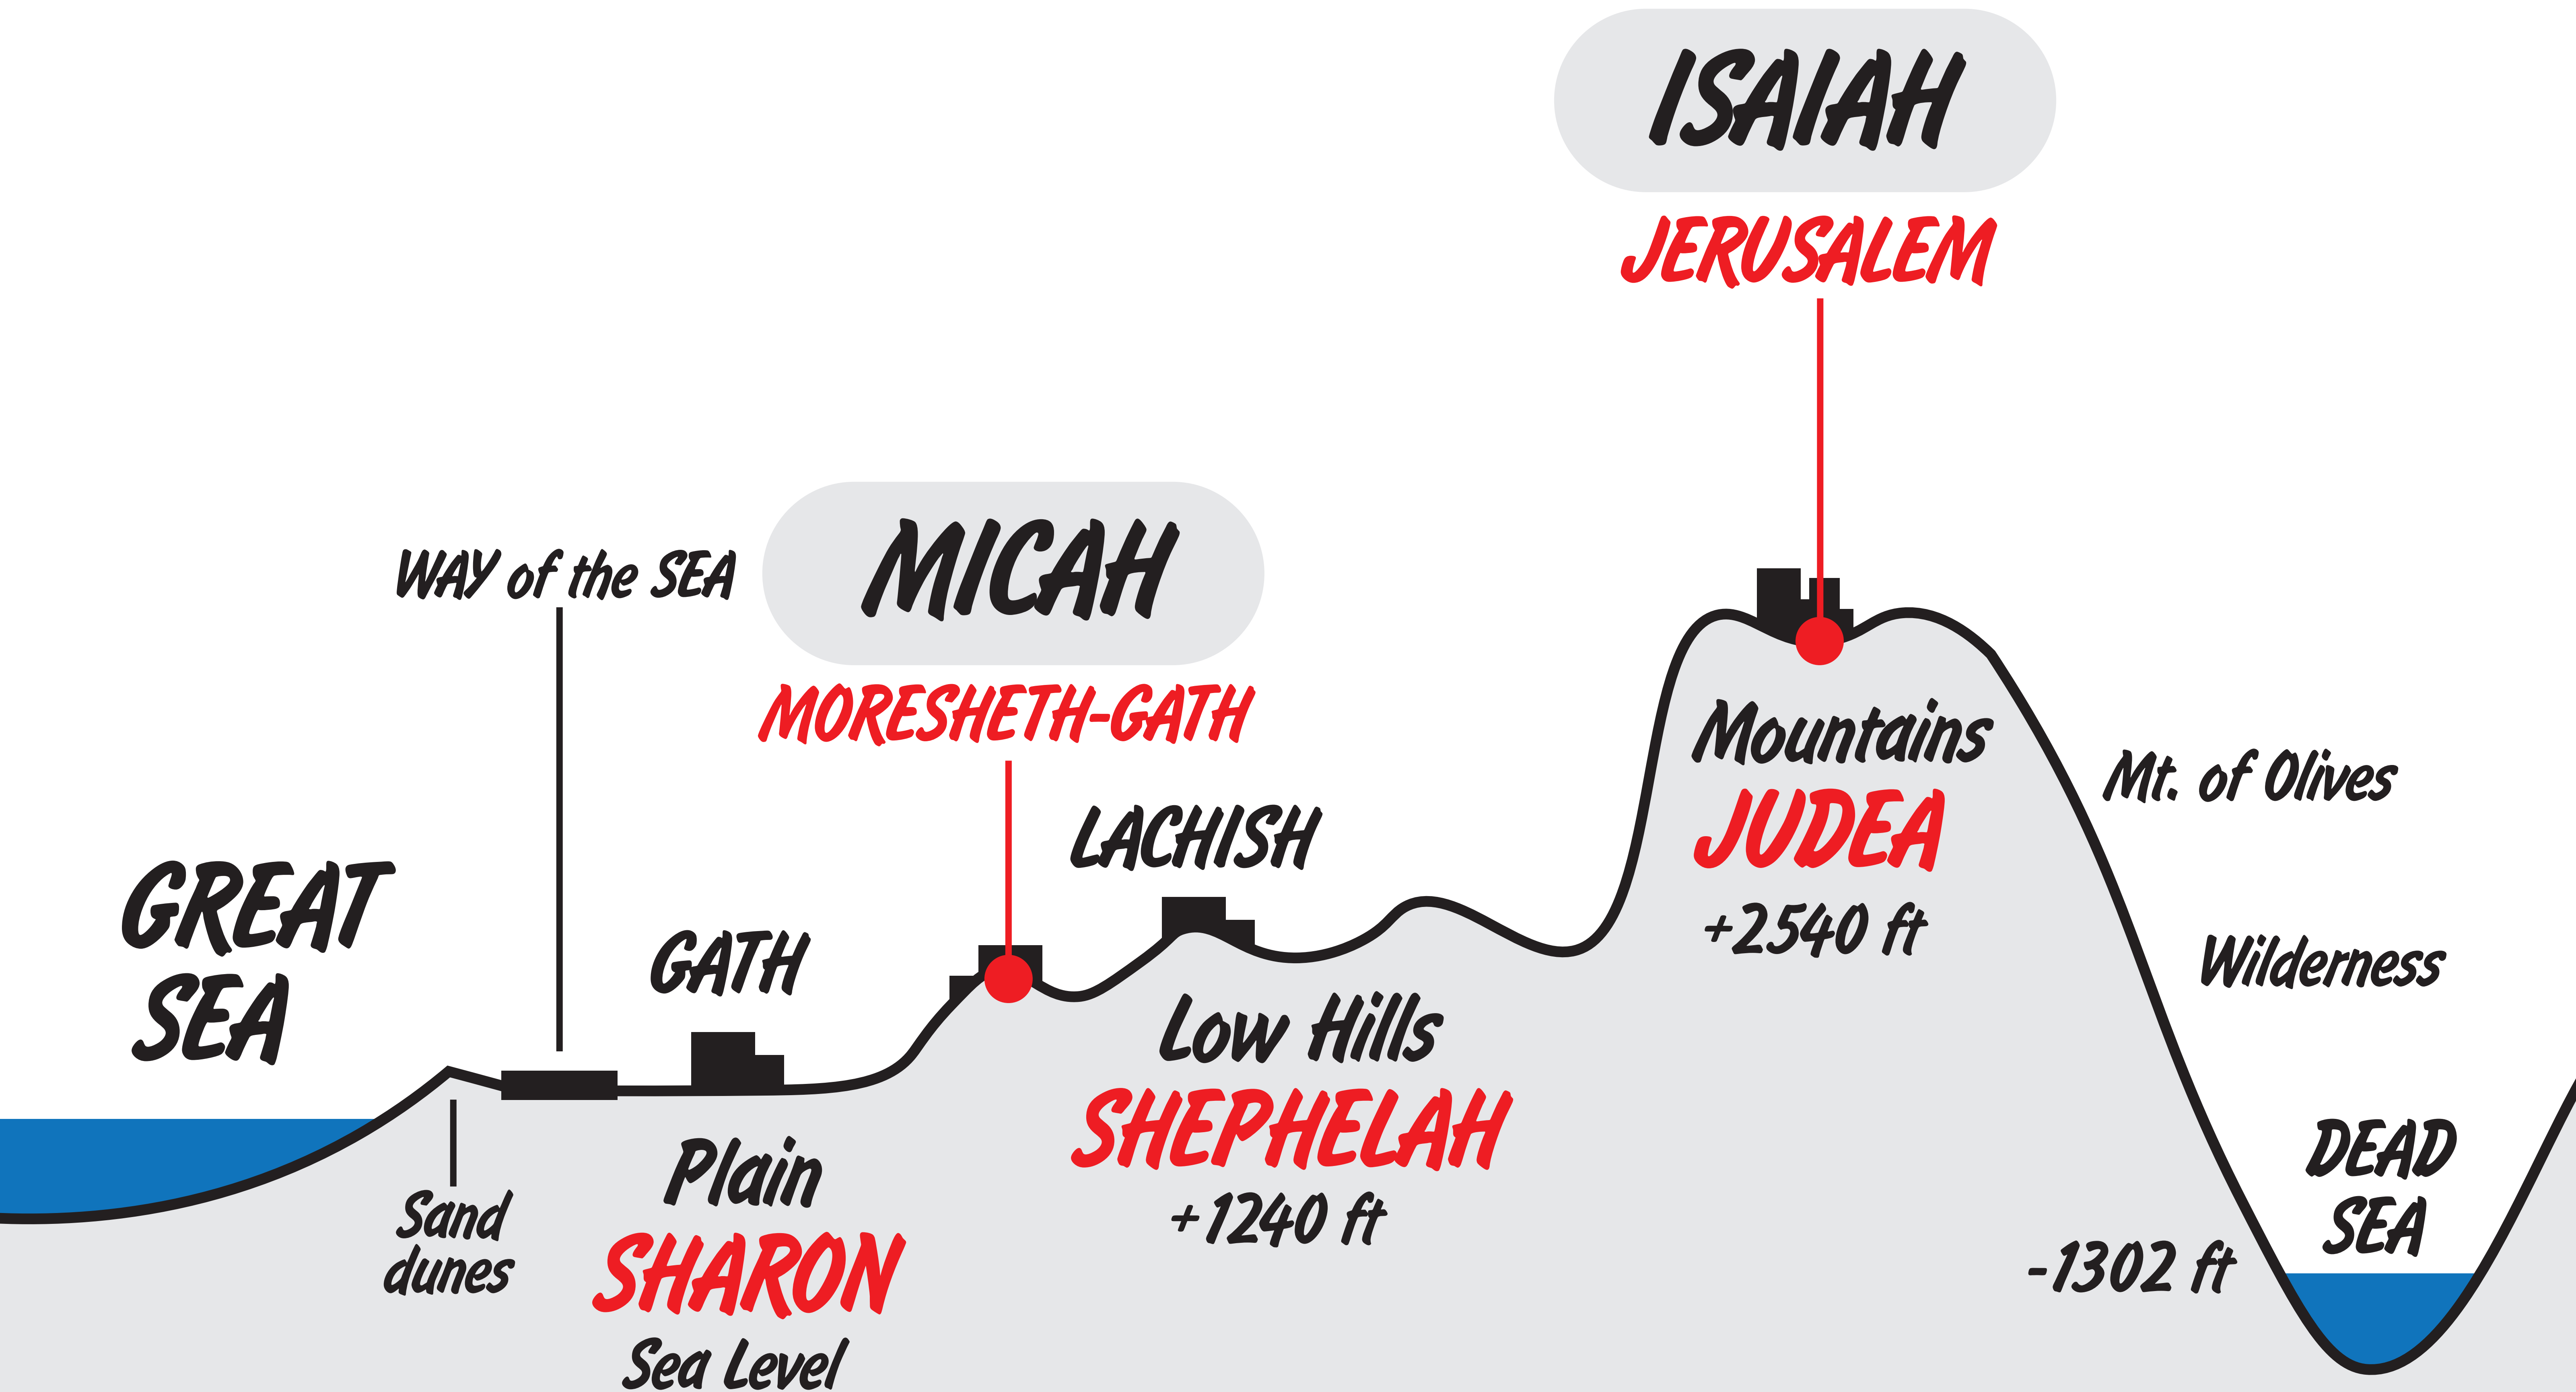 ISAIAH
JERUSALEM
MICAH
WAY of the SEA
MORESHETH-GATH
Mountains
JUDEA
+2540 ft
Mt. of Olives
LACHISH
GREAT
SEA
GATH
Wilderness
Low Hills
SHEPHELAH
+1240 ft
DEAD
SEA
-1302 ft
Sand
dunes
Plain
SHARON
Sea Level